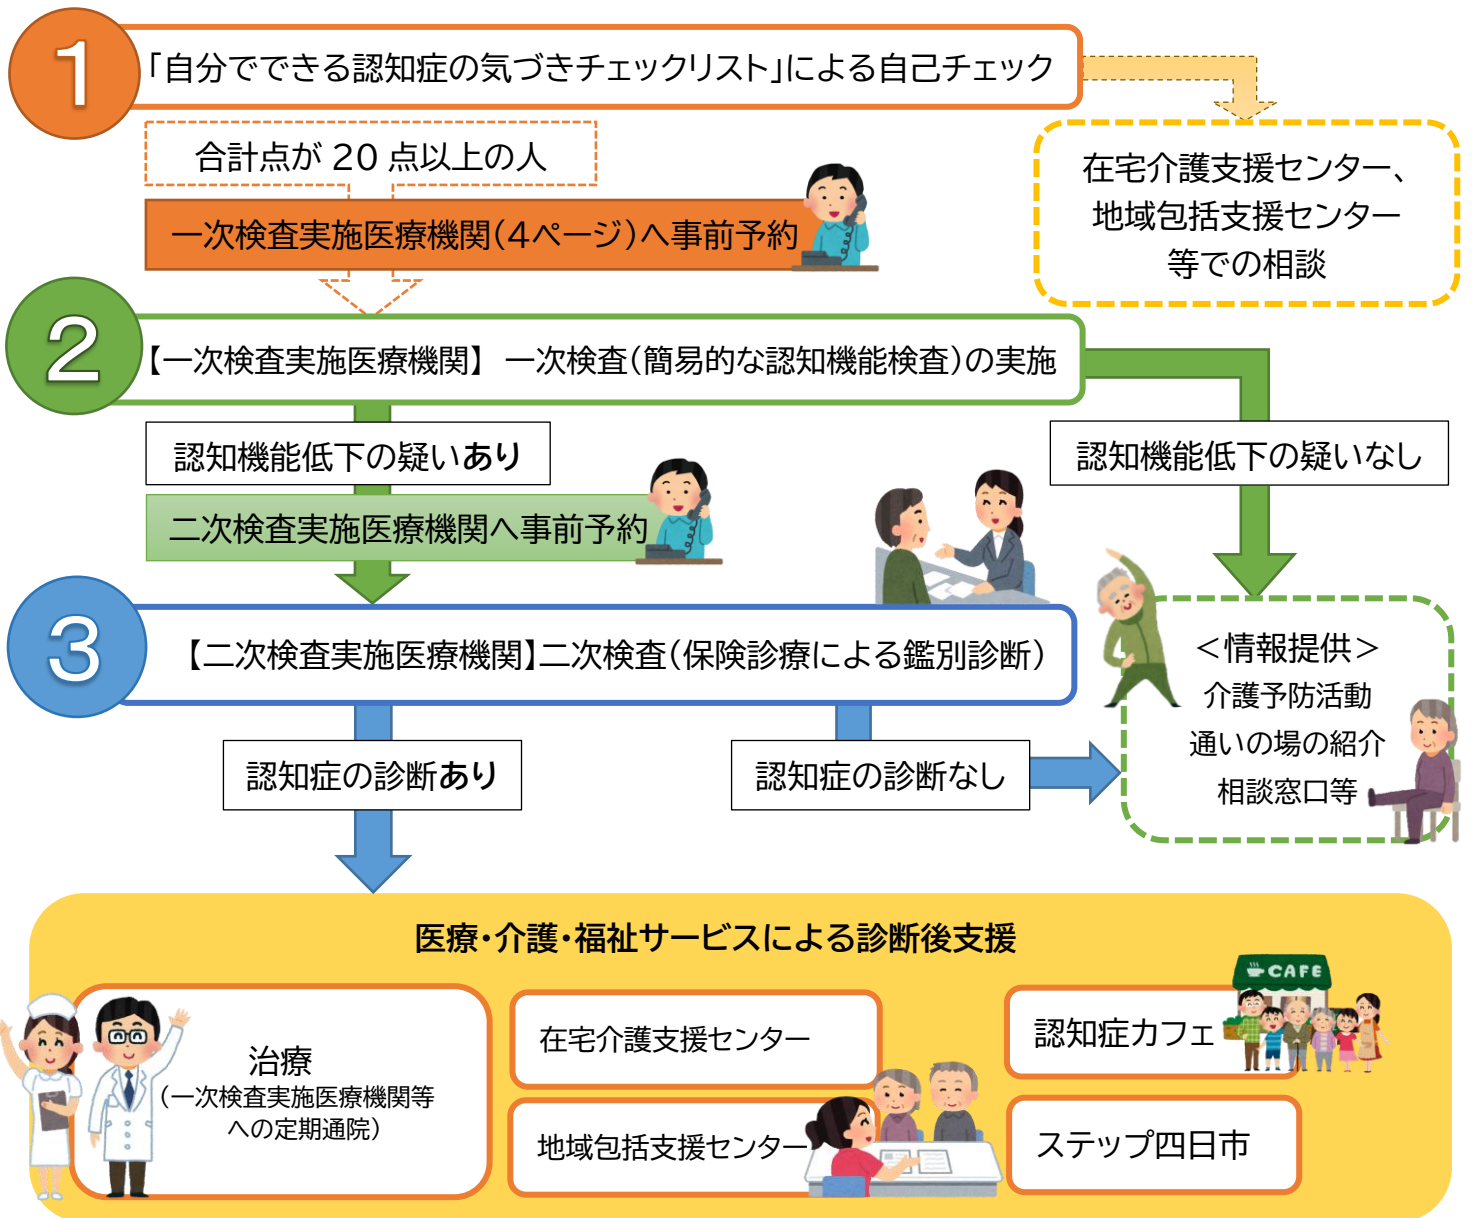 1
「自分でできる認知症の気づきチェックリスト」による自己チェック
合計点が 20 点以上の人
一次検査実施医療機関(4ページ)へ事前予約
在宅介護支援センター、
地域包括支援センター
等での相談
2
【一次検査実施医療機関】 一次検査(簡易的な認知機能検査)の実施
認知機能低下の疑いあり
認知機能低下の疑いなし
二次検査実施医療機関へ事前予約
3
【二次検査実施医療機関】二次検査(保険診療による鑑別診断)
<情報提供>
介護予防活動
通いの場の紹介
相談窓口等
認知症の診断あり
認知症の診断なし
医療・介護・福祉サービスによる診断後支援
治療
(一次検査実施医療機関等
への定期通院)
在宅介護支援センター
地域包括支援センター
認知症カフェ
CAFE
ステップ四日市